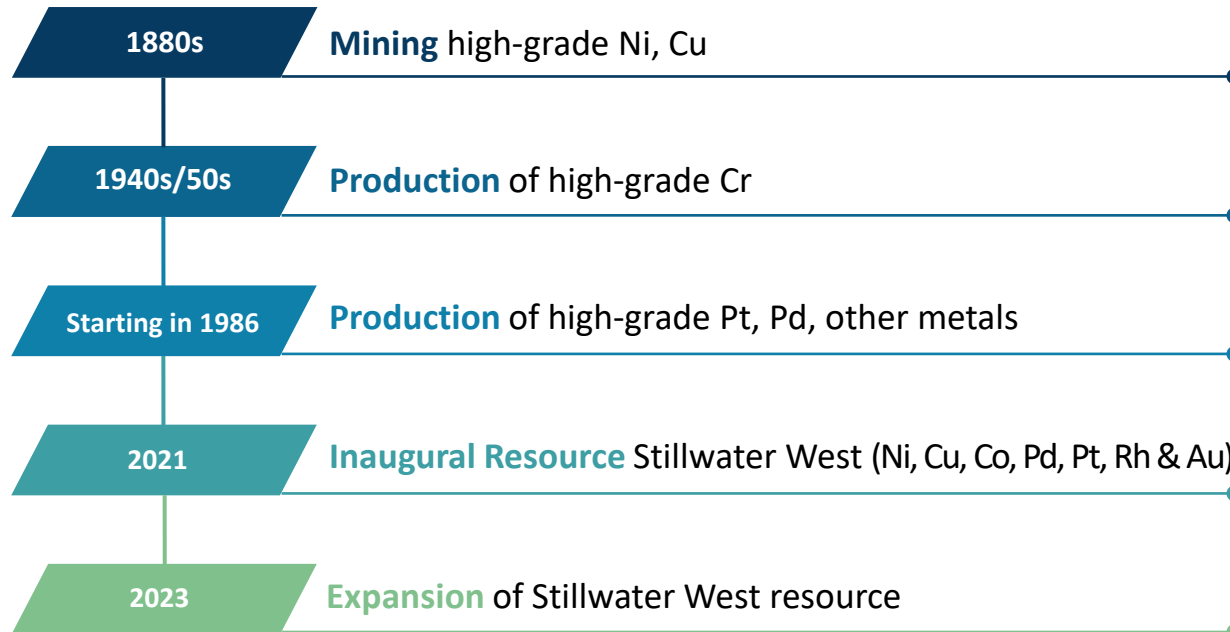 1880s
Mining high-grade Ni, Cu
1940s/50s
Production of high-grade Cr
Starting in 1986
Production of high-grade Pt, Pd, other metals
2021
Inaugural Resource Stillwater West (Ni, Cu, Co, Pd, Pt, Rh & Au)
2023
Expansion of Stillwater West resource